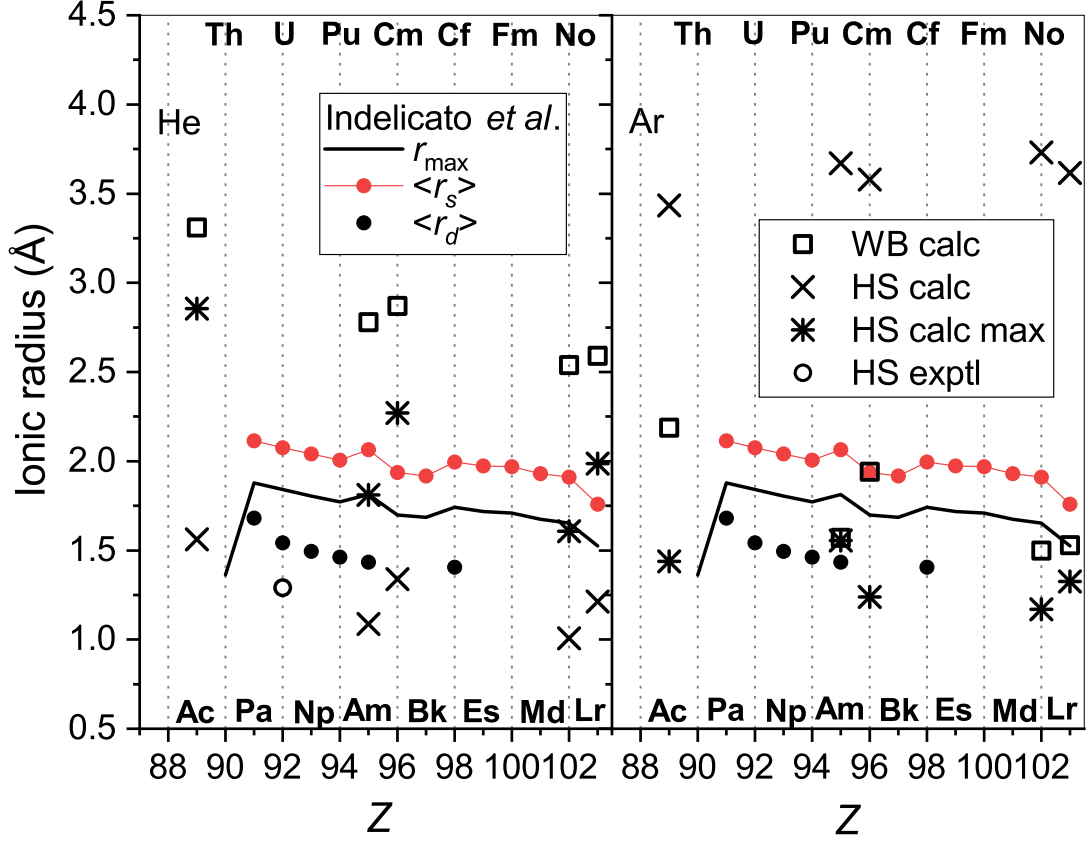 Th U Pu Cm Cf Fm No
Th U Pu Cm Cf Fm No
He
Ar
Indelicato et al.
r_max
<r_s>
<r_d>
WB calc
HS calc
HS calc max
HS exptl
Ionic radius (Å)
4.5
4.0
3.5
3.0
2.5
2.0
1.5
1.0
0.5
Ac Pa Np Am Bk Es Md Lr
Ac Pa Np Am Bk Es Md Lr
88 90 92 94 96 98 100 102
88 90 92 94 96 98 100 102
Z
Z